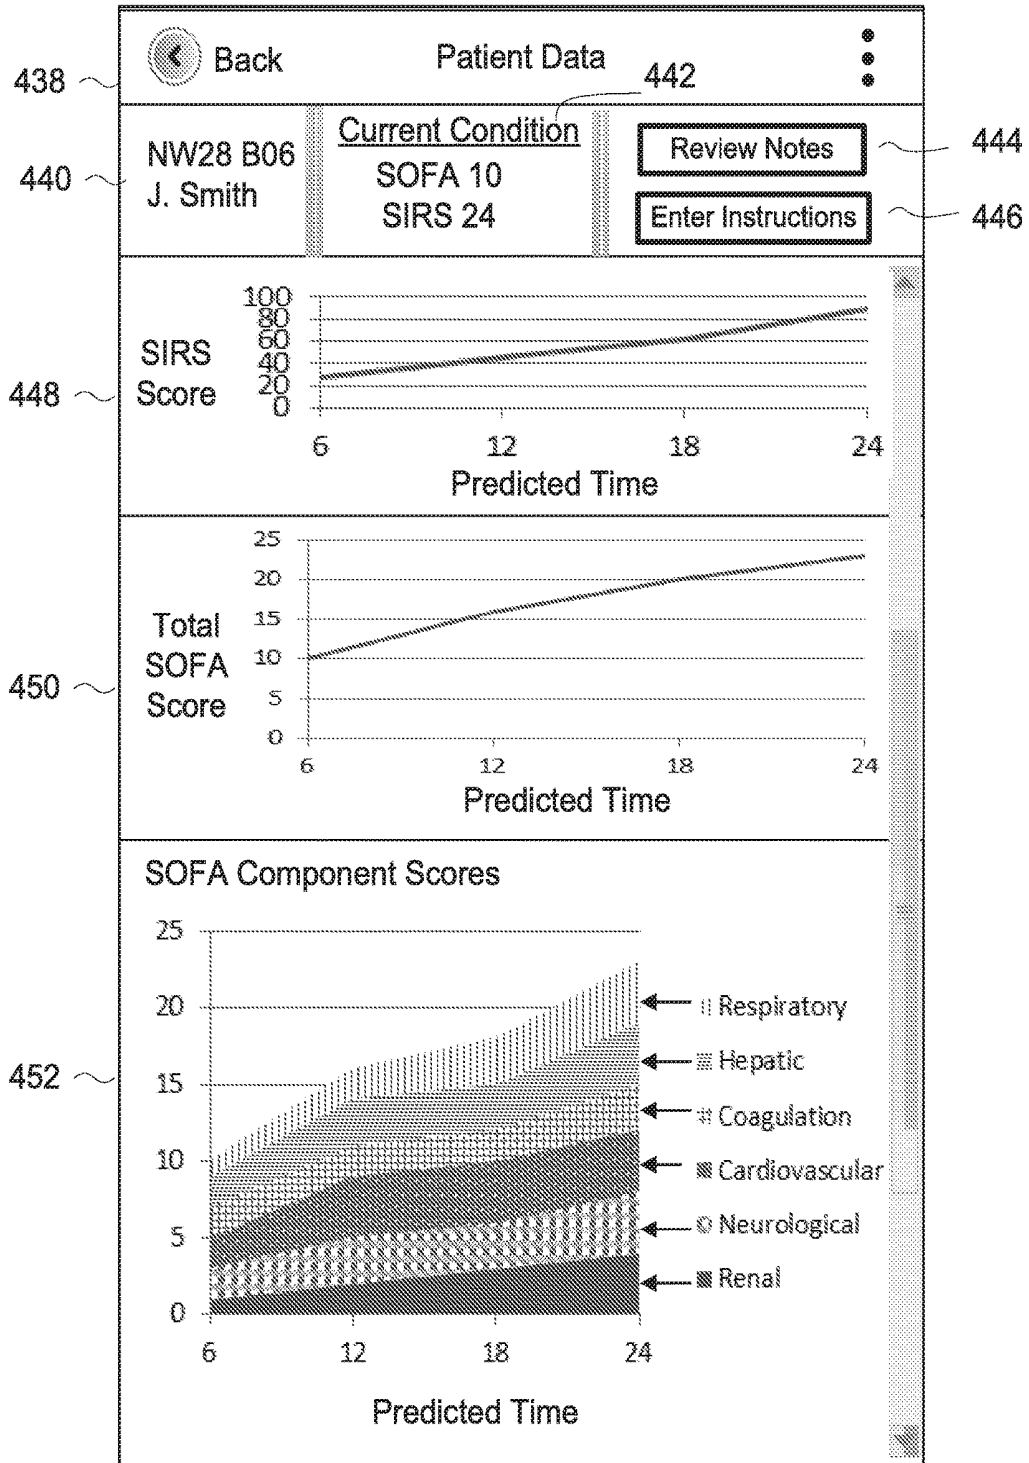 Back
Patient Data
438
442
NW28 B06
J. Smith
440
Current Condition
SOFA 10
SIRS 24
Review Notes
444
Enter Instructions
446
SIRS
Score
448
100
80
60
40
20
0
6 12 18 24
Predicted Time
Total
SOFA
Score
450
25
20
15
10
5
0
6 12 18 24
Predicted Time
SOFA Component Scores
452
25
20
15
10
5
0
6 12 18 24
Predicted Time
Respiratory
Hepatic
Coagulation
Cardiovascular
Neurological
Renal